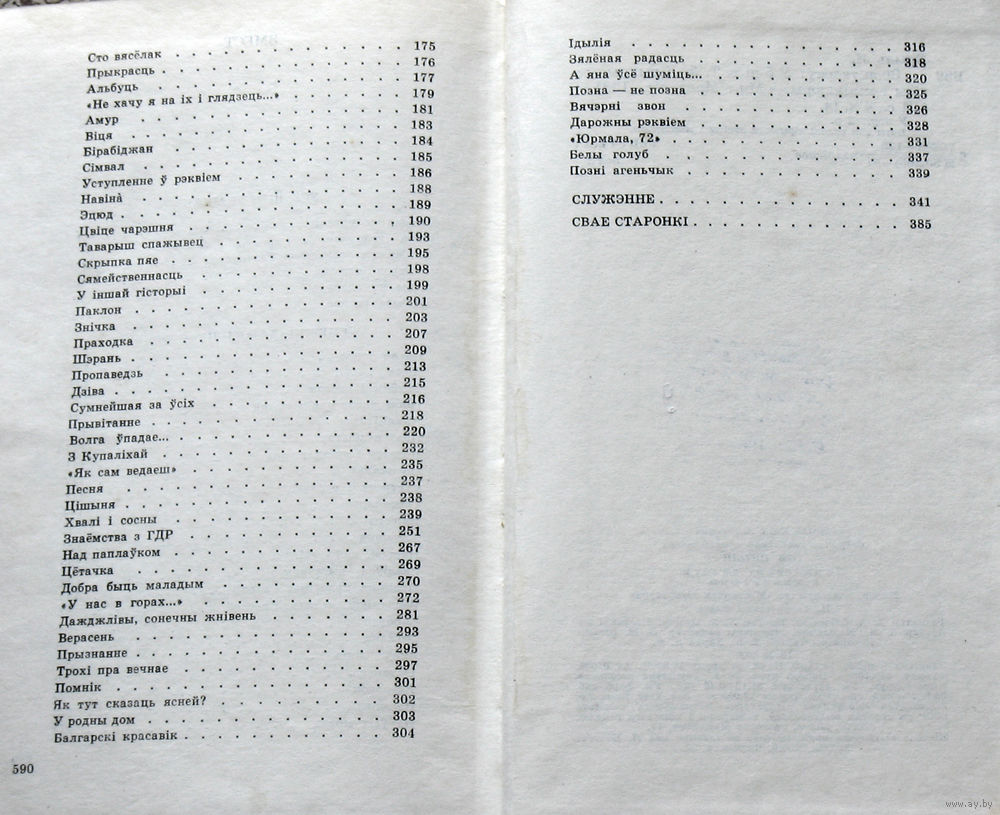 Сто вясёлак . . . . . . . . . . 175
Прыкрасць . . . . . . . . . . 176
Альбуць . . . . . . . . . . 177
«Не хачу я на іх і глядзець...» . . . . . 179
Амур . . . . . . . . . . 181
Віця . . . . . . . . . . 183
Бірабіджан . . . . . . . . . . 184
Сімвал . . . . . . . . . . 185
Уступленне ў рэквіем . . . . . . . . 186
Навіна . . . . . . . . . . 188
Эцюд . . . . . . . . . . 189
Цвіце чарэшня . . . . . . . . . . 190
Таварыш спажывец . . . . . . . . 193
Скрыпка пяе . . . . . . . . . . 195
Сямейственнасць . . . . . . . . . 198
У іншай гісторыі . . . . . . . . . 199
Паклон . . . . . . . . . . 201
Знічка . . . . . . . . . . 203
Праходка . . . . . . . . . . 207
Шэрань . . . . . . . . . . 209
Пропаведзь . . . . . . . . . . 213
Дзіва . . . . . . . . . . 215
Сумнейшая за ўсіх . . . . . . . . 216
Прывітанне . . . . . . . . . . 218
Волга ўпадае... . . . . . . . . . . 220
З Купаліхай . . . . . . . . . . 232
«Як сам ведаеш» . . . . . . . . . 235
Песня . . . . . . . . . . 237
Цішыня . . . . . . . . . . 238
Хвалі і сосны . . . . . . . . . . 239
Знаёмства з ГДР . . . . . . . . . 251
Над паплаўком . . . . . . . . . . 267
Цётачка . . . . . . . . . . 269
Добра быць маладым . . . . . . . . 270
«У нас в горах...» . . . . . . . . . 272
Дажджлівы, сонечны жнівень . . . . . . 281
Верасень . . . . . . . . . . 293
Прызнанне . . . . . . . . . . 295
Трохі пра вечнае . . . . . . . . . 297
Помнік . . . . . . . . . . 301
Як тут сказаць ясней? . . . . . . . . 302
У родны дом . . . . . . . . . . 303
Балгарскі красавік . . . . . . . . . 304
590
Ідылія . . . . . . . . . . 316
Зялёная радасць . . . . . . . . . 318
А яна ўсё шуміць... . . . . . . . . 320
Позна — не позна . . . . . . . . . 325
Вячэрні звон . . . . . . . . . . 326
Дарожны рэквіем . . . . . . . . . 328
«Юрмала, 72» . . . . . . . . . . 331
Белы голуб . . . . . . . . . . 337
Позні агеньчык . . . . . . . . . 339
СЛУЖЭННЕ . . . . . . . . . . 341
СВАЕ СТАРОНКІ . . . . . . . . . 385
www.ay.by